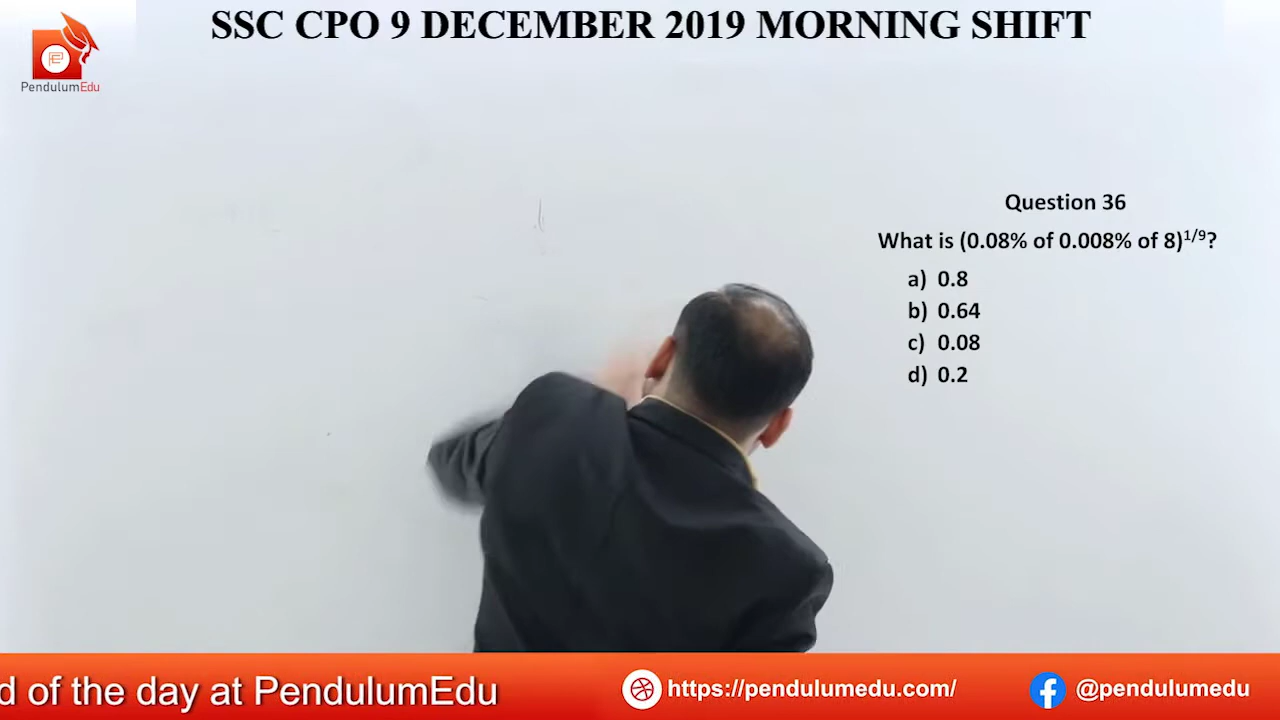 SSC CPO 9 DECEMBER 2019 MORNING SHIFT
PendulumEdu
Question 36
What is (0.08% of 0.008% of 8)¹/⁹?
a) 0.8
b) 0.64
c) 0.08
d) 0.2
d of the day at PendulumEdu
https://pendulumedu.com/
@pendulumedu